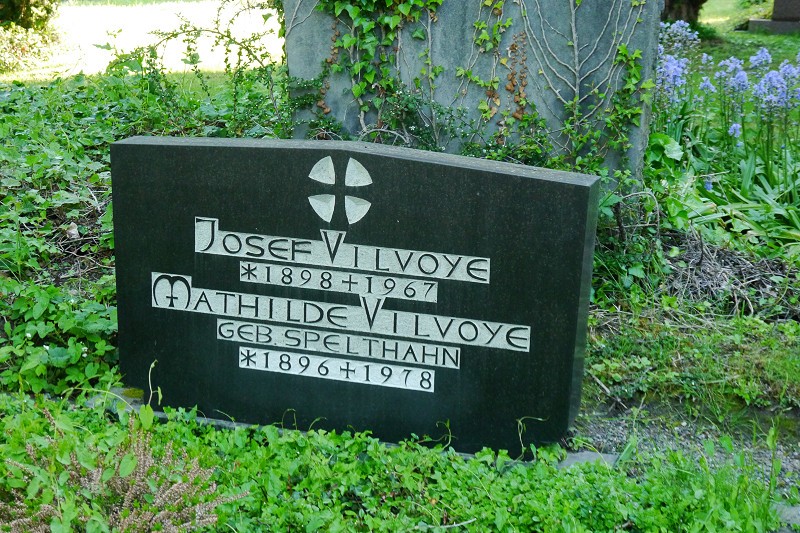 Josef Vilvoye
*1898+1967
Mathilde Vilvoye
geb. Spelthahn
*1896+1978